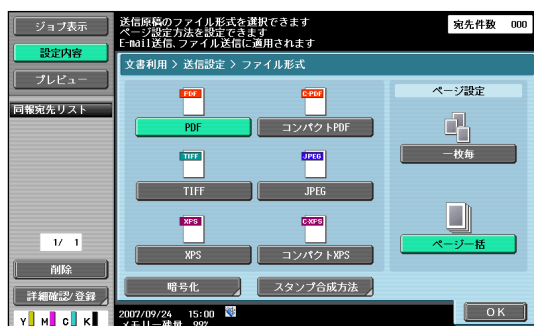 ジョブ表示
設定内容
プレビュー
同報宛先リスト
1/ 1
削除
詳細確認/登録
Y M C K
送信原稿のファイル形式を選択できます
ページ設定方法を設定できます
E-mail送信、ファイル送信に適用されます
宛先件数 000
文書利用 > 送信設定 > ファイル形式
PDF
PDF
C-PDF
コンパクトPDF
TIFF
TIFF
JPEG
JPEG
XPS
XPS
C-XPS
コンパクトXPS
暗号化
スタンプ合成方法
ページ設定
一枚毎
ページ一括
2007/09/24 15:00
メモリー残量 99%
OK